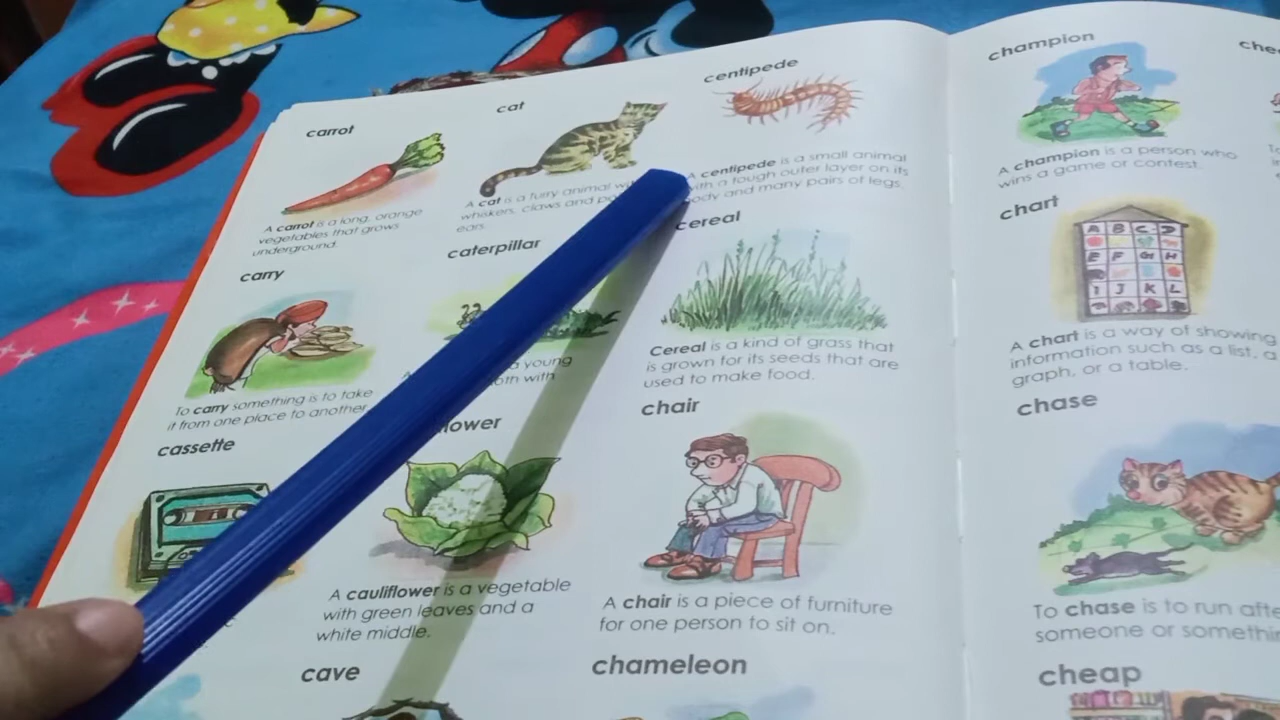 carrot
A carrot is a long, orange
vegetables that grows
underground.
carry
To carry something is to take
it from one place to another
cassette
cat
A cat is a furry animal
whiskers, claws and
ears.
caterpillar
young
with
A cauliflower is a vegetable
with green leaves and a
white middle.
cave
centipede
centipede is a small animal
with a tough outer layer on its
body and many pairs of legs.
cereal
Cereal is a kind of grass that
is grown for its seeds that are
used to make food.
chair
A chair is a piece of furniture
for one person to sit on.
chameleon
champion
A champion is a person who
wins a game or contest.
chart
A B C D
E F G H
I J K L
A chart is a way of showing
information such as a list, a
graph, or a table.
chase
To chase is to run
someone or
cheap